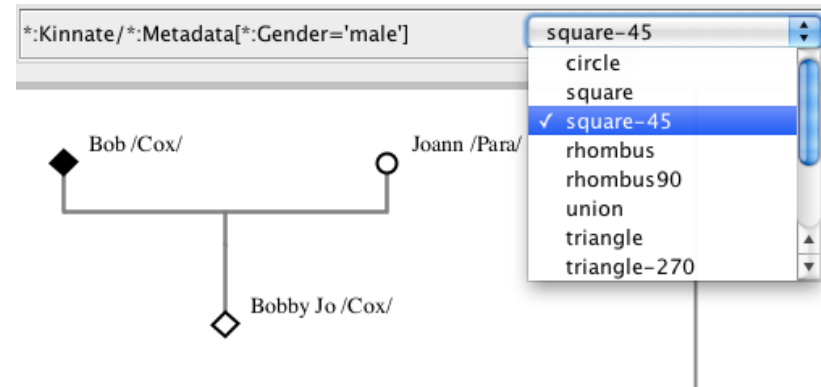 *:Kinnate/*:Metadata[*:Gender='male']
square-45
circle
square
✓ square-45
rhombus
rhombus90
union
triangle
triangle-270
Bob /Cox/
Joann /Para/
Bobby Jo /Cox/